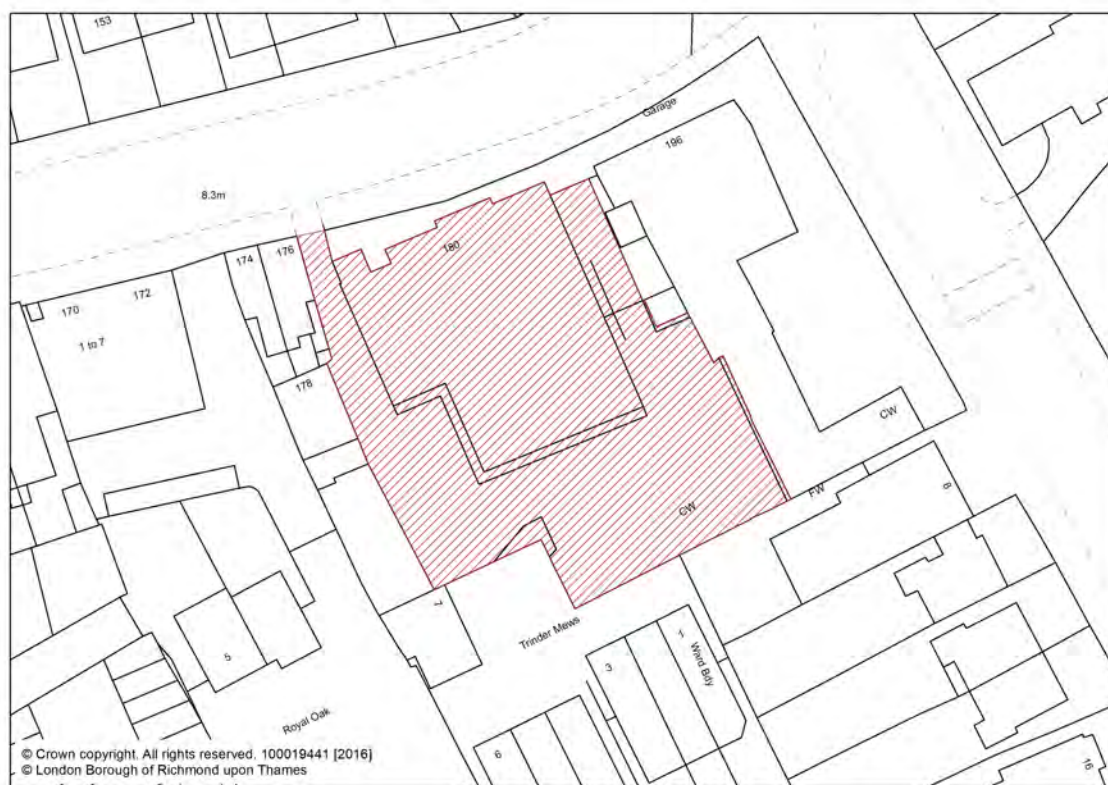 153
Garage
196
8.3m
180
174
176
172
170
1 to 7
178
CW
FW
8
CW
7
Trinder Mews
1
3
Ward Bdy
5
Royal Oak
6
16
© Crown copyright. All rights reserved. 100019441 [2016]
© London Borough of Richmond upon Thames